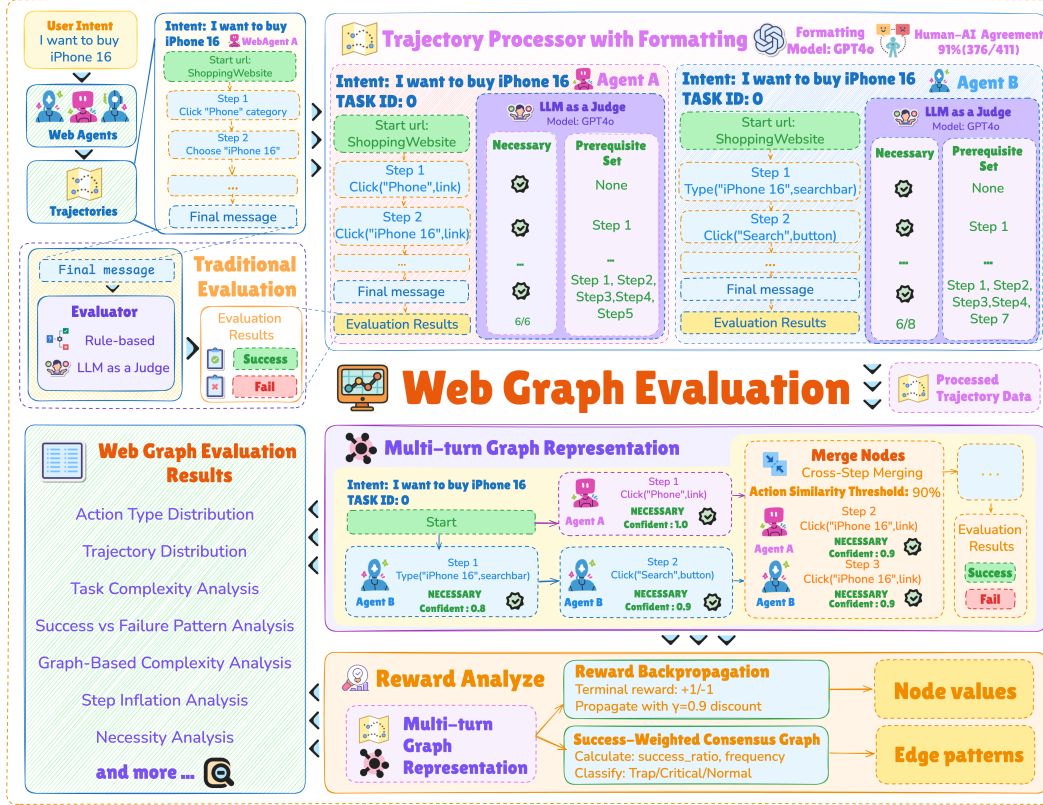 User Intent
I want to buy
iPhone 16
Web Agents
Trajectories
Intent: I want to buy
iPhone 16
WebAgent A
Start url:
ShoppingWebsite
Step 1
Click "Phone" category
Step 2
Choose "iPhone 16"
...
Final message
Final message
Evaluator
Rule-based
LLM as a Judge
Traditional
Evaluation
Evaluation
Results
Success
Fail
Trajectory Processor with Formatting
Formatting
Model: GPT4o
Human-AI Agreement
91%(376/411)
Intent: I want to buy iPhone 16
Agent A
TASK ID: 0
Start url:
ShoppingWebsite
Step 1
Click("Phone",link)
Step 2
Click("iPhone 16",link)
...
Final message
Evaluation Results
LLM as a Judge
Model: GPT4o
Necessary
6/6
Prerequisite
Set
None
Step 1
...
...
Step 1, Step2,
Step3,Step4,
Step5
Intent: I want to buy iPhone 16
Agent B
TASK ID: 0
Start url:
ShoppingWebsite
Step 1
Type("iPhone 16",searchbar)
Step 2
Click("Search",button)
...
Final message
Evaluation Results
LLM as a Judge
Model: GPT4o
Necessary
...
6/8
Prerequisite
Set
None
Step 1
...
Step 1, Step2,
Step3,Step4,
Step 7
Web Graph Evaluation
Processed
Trajectory Data
Web Graph Evaluation
Results
Action Type Distribution
Trajectory Distribution
Task Complexity Analysis
Success vs Failure Pattern Analysis
Graph-Based Complexity Analysis
Step Inflation Analysis
Necessity Analysis
and more ...
Multi-turn Graph Representation
Intent: I want to buy iPhone 16
TASK ID: 0
Start
Step 1
Click("Phone",link)
Agent A
NECESSARY
Confident : 1.0
Step 1
Type("iPhone 16",searchbar)
Agent B
NECESSARY
Confident : 0.8
Step 2
Click("Search",button)
Agent B
NECESSARY
Confident : 0.9
Merge Nodes
Cross-Step Merging
Action Similarity Threshold: 90%
Step 2
Click("iPhone 16",link)
Agent A
NECESSARY
Confident : 0.9
Step 3
Click("iPhone 16",link)
Agent B
NECESSARY
Confident : 0.9
...
Evaluation
Results
Success
Fail
Reward Analyze
Multi-turn
Graph
Representation
Reward Backpropagation
Terminal reward: +1/-1
Propagate with γ=0.9 discount
Success-Weighted Consensus Graph
Calculate: success_ratio, frequency
Classify: Trap/Critical/Normal
Node values
Edge patterns